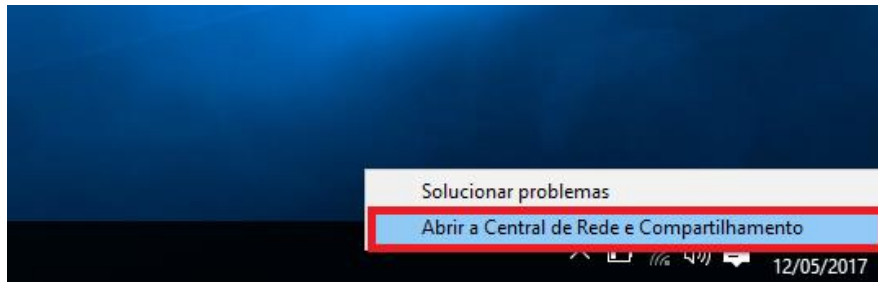 Solucionar problemas
Abrir a Central de Rede e Compartilhamento
12/05/2017